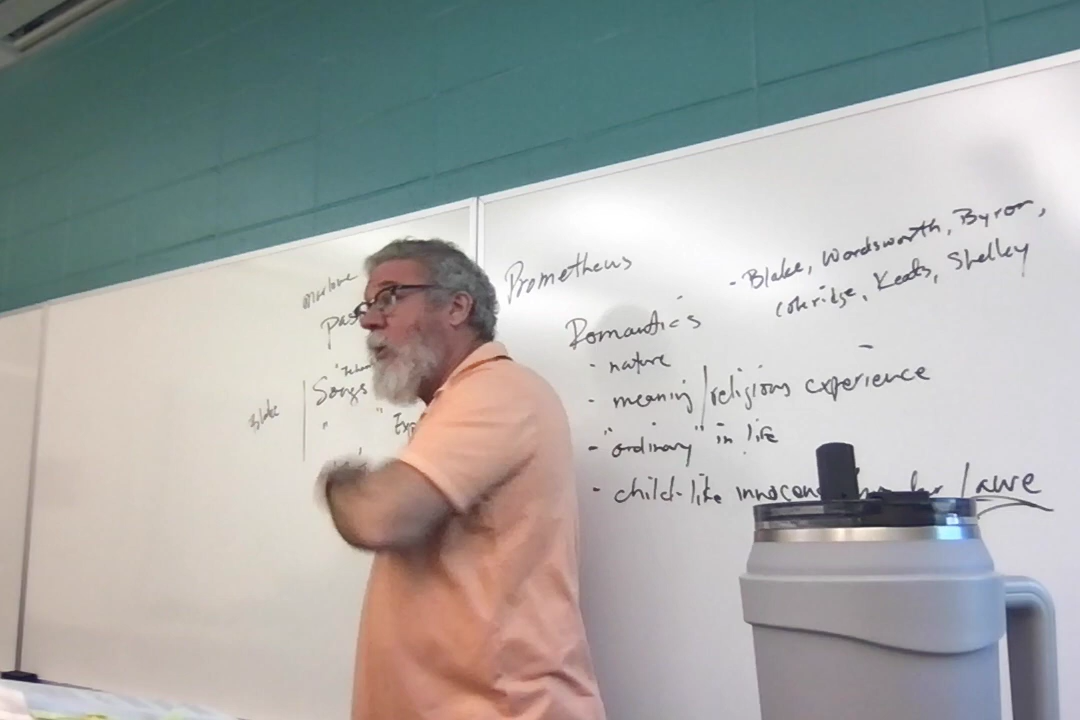 marlowe
Blake
Songs
"
"
Prometheus
Romantics
- nature
- meaning/religious experience
- "ordinary" in life
- child-like /awe
- Blake, Wordsworth, Byron,
Coleridge, Keats, Shelley